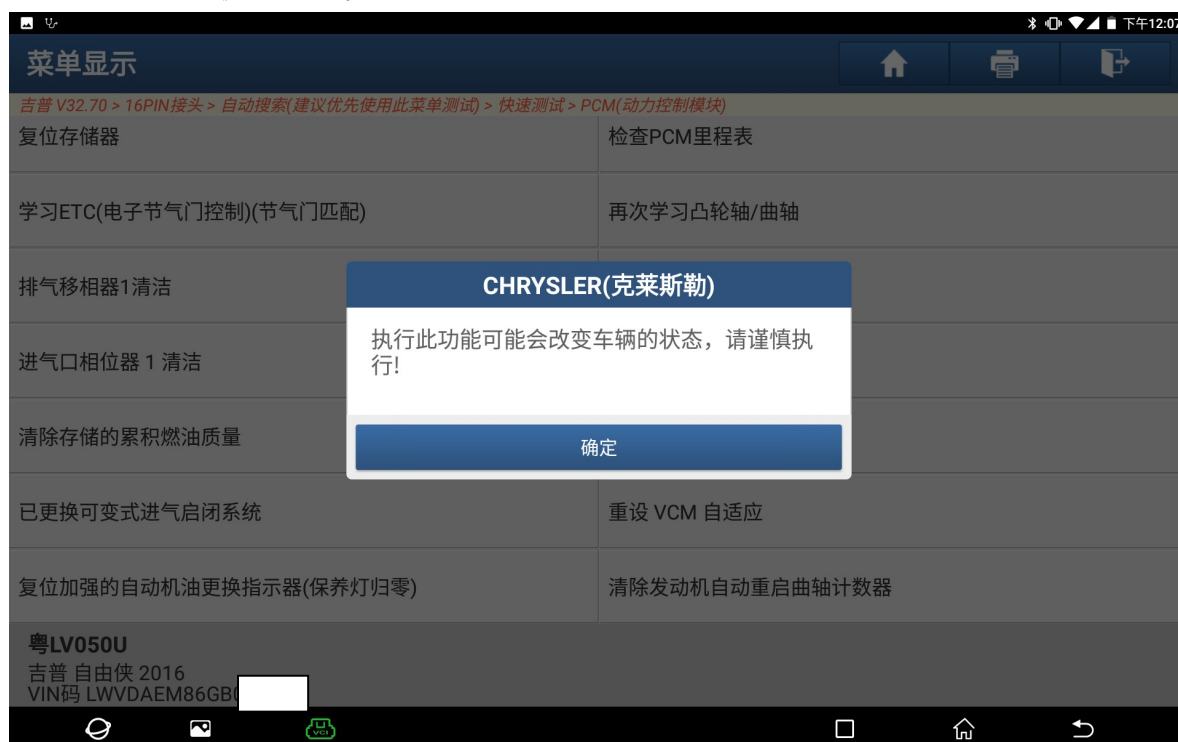 下午12:07
菜单显示
吉普 V32.70 > 16PIN接头 > 自动搜索(建议优先使用此菜单测试) > 快速测试 > PCM(动力控制模块)
复位存储器
检查PCM里程表
学习ETC(电子节气门控制)(节气门匹配)
再次学习凸轮轴/曲轴
排气移相器1清洁
CHRYSLER(克莱斯勒)
执行此功能可能会改变车辆的状态，请谨慎执
行!
进气口相位器 1 清洁
清除存储的累积燃油质量
确定
已更换可变式进气启闭系统
重设 VCM 自适应
复位加强的自动机油更换指示器(保养灯归零)
清除发动机自动重启曲轴计数器
粤LV050U
吉普 自由侠 2016
VIN码 LWVDAEM86GB
VCI